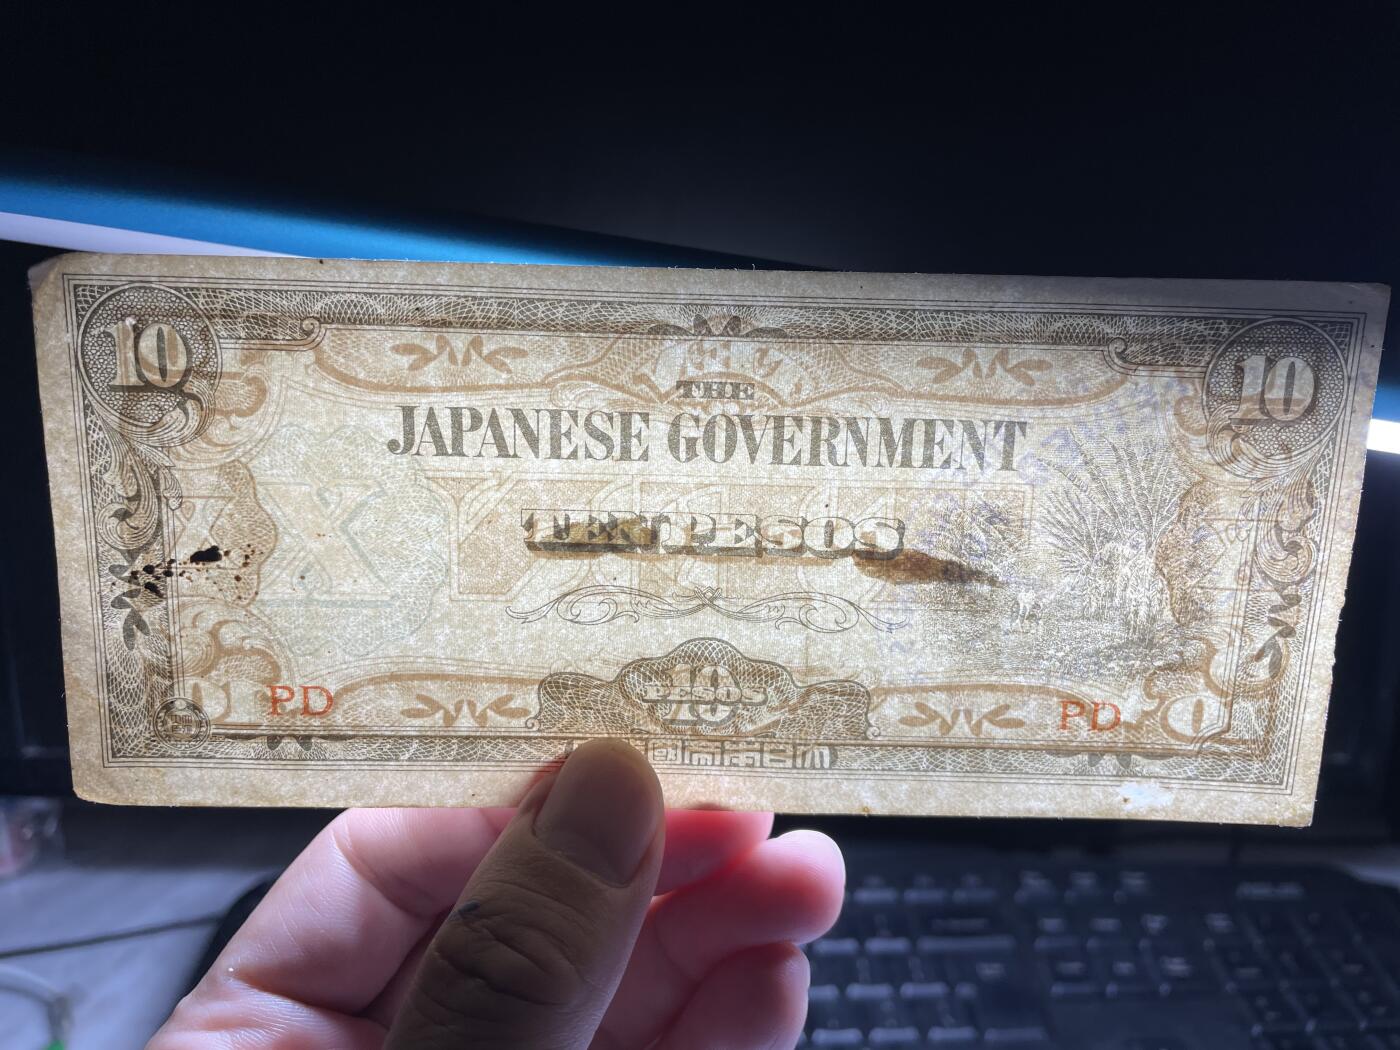 10 10
THE
JAPANESE GOVERNMENT
TEN PESOS
10
PESOS
PD PD